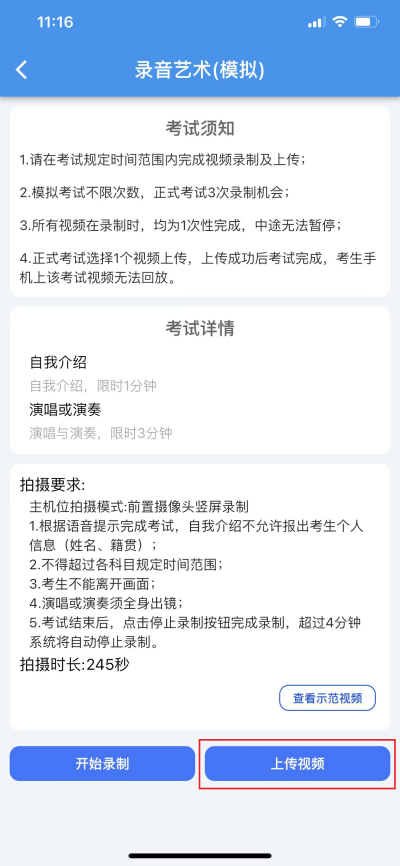 11:16
录音艺术(模拟)
考试须知
1.请在考试规定时间范围内完成视频录制及上传；
2.模拟考试不限次数，正式考试3次录制机会；
3.所有视频在录制时，均为1次性完成，中途无法暂停；
4.正式考试选择1个视频上传，上传成功后考试完成，考生手
机上该考试视频无法回放。
考试详情
自我介绍
自我介绍，限时1分钟
演唱或演奏
演唱与演奏，限时3分钟
拍摄要求:
主机位拍摄模式:前置摄像头竖屏录制
1.根据语音提示完成考试，自我介绍不允许报出考生个人
信息（姓名、籍贯）；
2.不得超过各科目规定时间范围；
3.考生不能离开画面；
4.演唱或演奏须全身出镜；
5.考试结束后，点击停止录制按钮完成录制，超过4分钟
系统将自动停止录制。
拍摄时长:245秒
查看示范视频
开始录制
上传视频